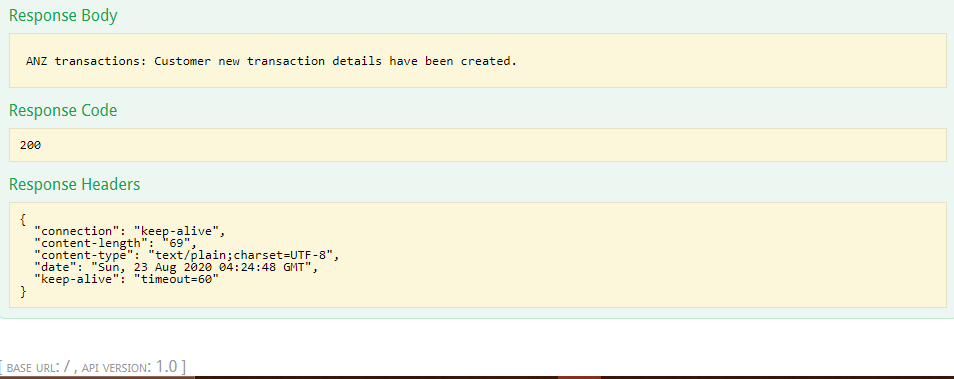 Response Body
ANZ transactions: Customer new transaction details have been created.
Response Code
200
Response Headers
{
"connection": "keep-alive",
"content-length": "69",
"content-type": "text/plain;charset=UTF-8",
"date": "Sun, 23 Aug 2020 04:24:48 GMT",
"keep-alive": "timeout=60"
}
[ BASE URL: / , API VERSION: 1.0 ]